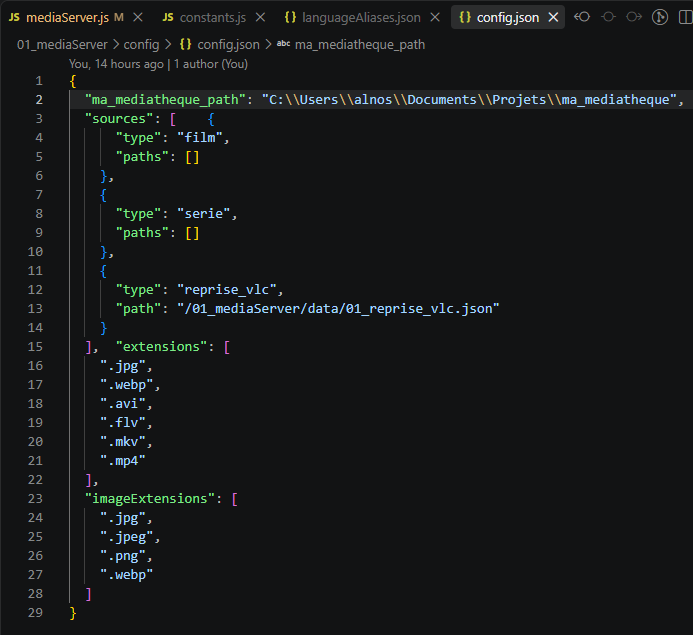 JS mediaServer.js M JS constants.js {} languageAliases.json {} config.json
01_mediaServer > config > {} config.json > abc ma_mediatheque_path
You, 14 hours ago | 1 author (You)
1 {
2 "ma_mediatheque_path": "C:\\Users\\alnos\\Documents\\Projets\\ma_mediatheque",
3 "sources": [    {
4 "type": "film",
5 "paths": []
6 },
7 {
8 "type": "serie",
9 "paths": []
10 },
11 {
12 "type": "reprise_vlc",
13 "path": "/01_mediaServer/data/01_reprise_vlc.json"
14 }
15 ],  "extensions": [
16 ".jpg",
17 ".webp",
18 ".avi",
19 ".flv",
20 ".mkv",
21 ".mp4"
22 ],
23 "imageExtensions": [
24 ".jpg",
25 ".jpeg",
26 ".png",
27 ".webp"
28 ]
29 }